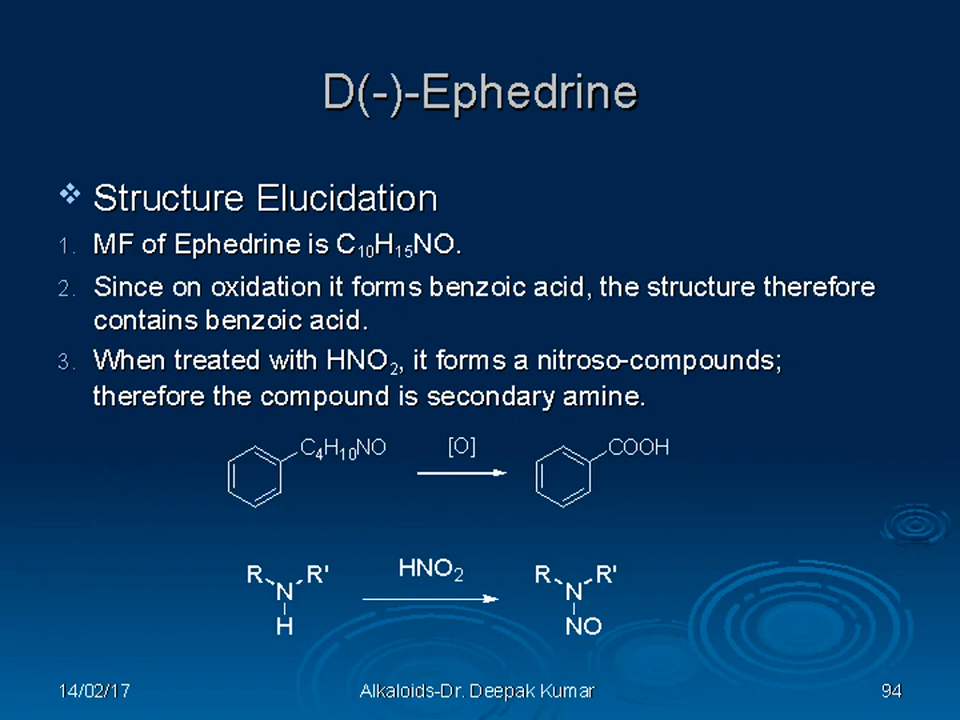 D(-)-Ephedrine
❖ Structure Elucidation
1. MF of Ephedrine is C₁₀H₁₅NO.
2. Since on oxidation it forms benzoic acid, the structure therefore
contains benzoic acid.
3. When treated with HNO₂, it forms a nitroso-compounds;
therefore the compound is secondary amine.
C₄H₁₀NO [O] COOH
R R' HNO₂ R R'
N N
H NO
14/02/17 Alkaloids-Dr. Deepak Kumar 94